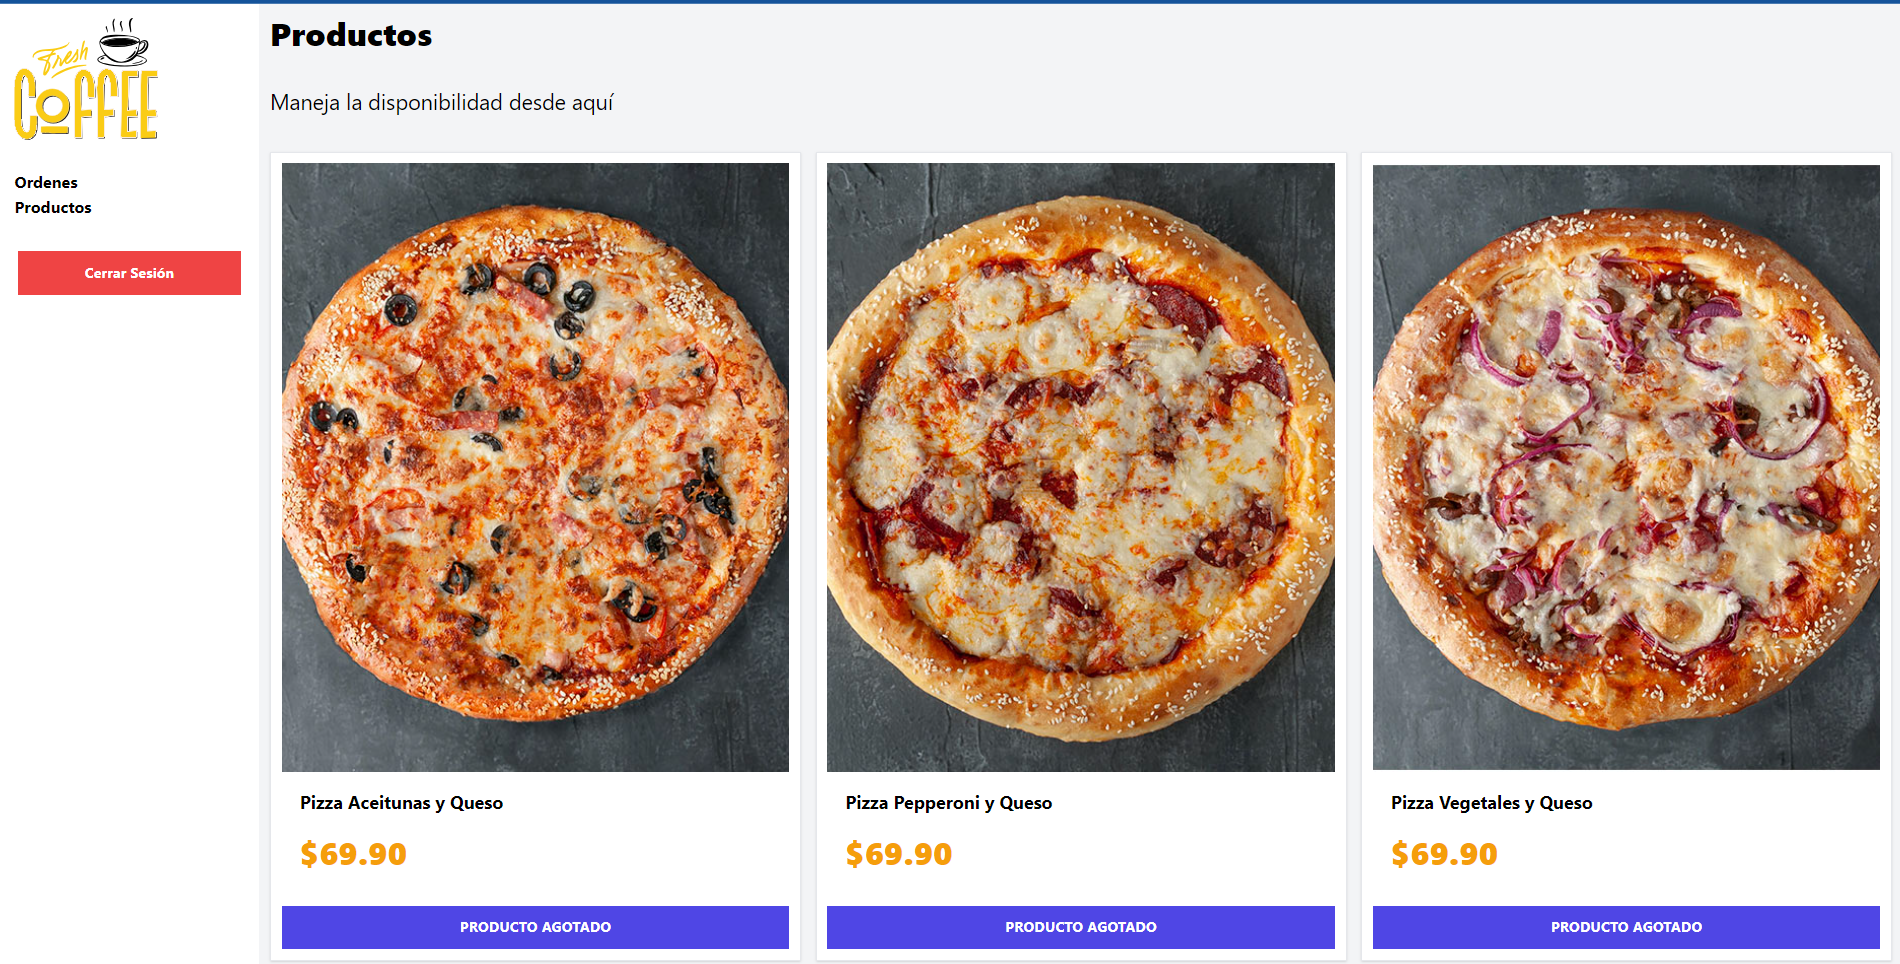 Fresh
COFFEE
Ordenes
Productos
Cerrar Sesión
Productos
Maneja la disponibilidad desde aquí
Pizza Aceitunas y Queso
$69.90
PRODUCTO AGOTADO
Pizza Pepperoni y Queso
$69.90
PRODUCTO AGOTADO
Pizza Vegetales y Queso
$69.90
PRODUCTO AGOTADO